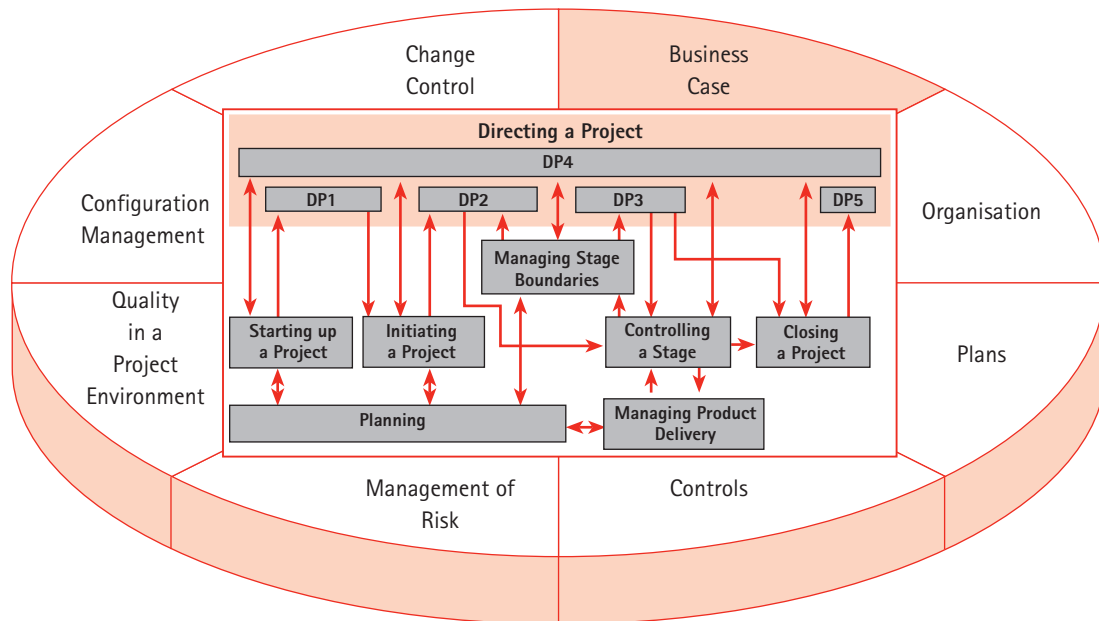 Change
Control
Business
Case
Directing a Project
DP4
DP1
DP2
DP3
DP5
Configuration
Management
Organisation
Managing Stage
Boundaries
Quality
in a
Project
Environment
Starting up
a Project
Initiating
a Project
Controlling
a Stage
Closing
a Project
Plans
Planning
Managing Product
Delivery
Management of
Risk
Controls